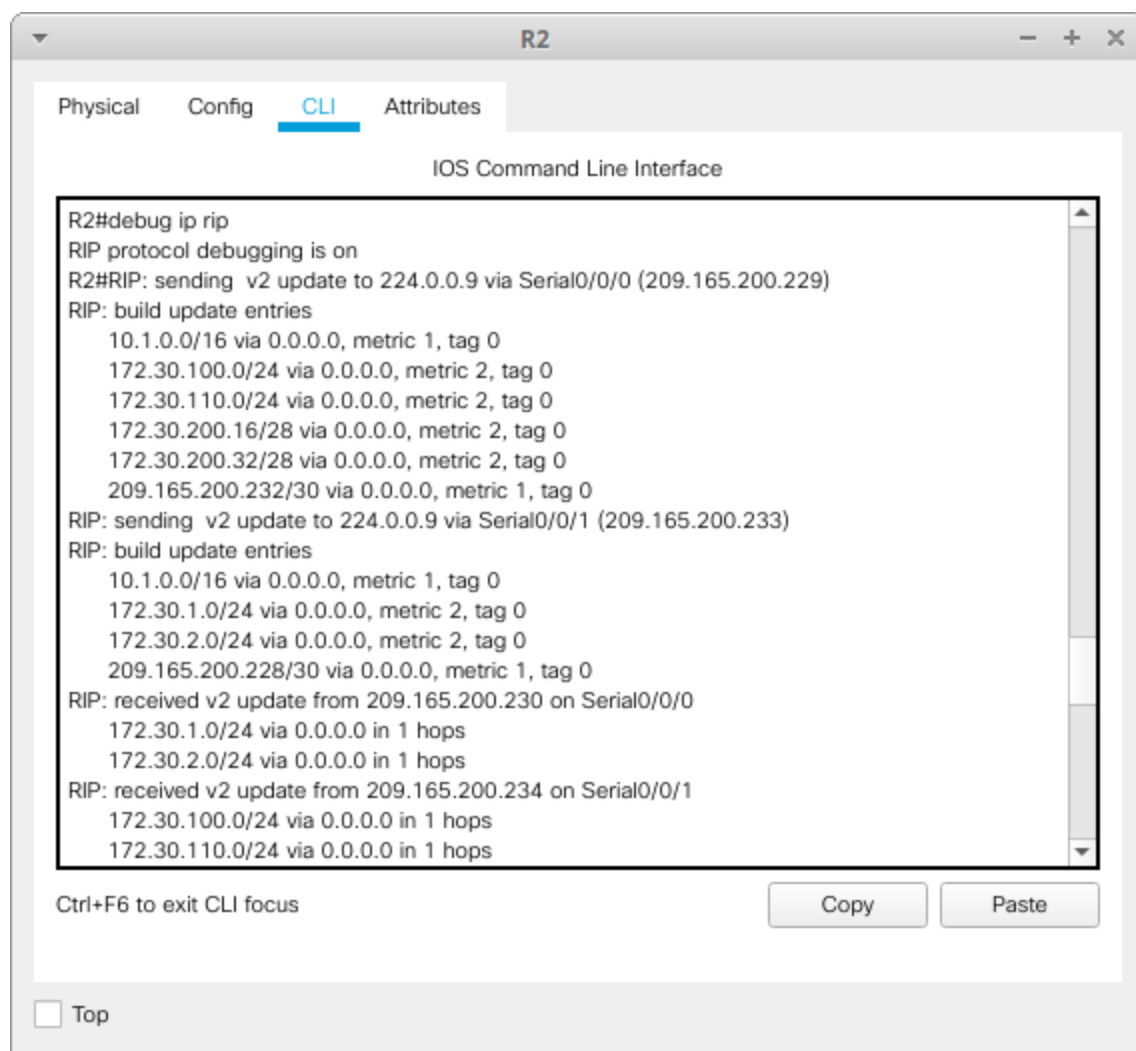 R2
Physical Config CLI Attributes
IOS Command Line Interface
R2#debug ip rip
RIP protocol debugging is on
R2#RIP: sending  v2 update to 224.0.0.9 via Serial0/0/0 (209.165.200.229)
RIP: build update entries
10.1.0.0/16 via 0.0.0.0, metric 1, tag 0
172.30.100.0/24 via 0.0.0.0, metric 2, tag 0
172.30.110.0/24 via 0.0.0.0, metric 2, tag 0
172.30.200.16/28 via 0.0.0.0, metric 2, tag 0
172.30.200.32/28 via 0.0.0.0, metric 2, tag 0
209.165.200.232/30 via 0.0.0.0, metric 1, tag 0
RIP: sending  v2 update to 224.0.0.9 via Serial0/0/1 (209.165.200.233)
RIP: build update entries
10.1.0.0/16 via 0.0.0.0, metric 1, tag 0
172.30.1.0/24 via 0.0.0.0, metric 2, tag 0
172.30.2.0/24 via 0.0.0.0, metric 2, tag 0
209.165.200.228/30 via 0.0.0.0, metric 1, tag 0
RIP: received v2 update from 209.165.200.230 on Serial0/0/0
172.30.1.0/24 via 0.0.0.0 in 1 hops
172.30.2.0/24 via 0.0.0.0 in 1 hops
RIP: received v2 update from 209.165.200.234 on Serial0/0/1
172.30.100.0/24 via 0.0.0.0 in 1 hops
172.30.110.0/24 via 0.0.0.0 in 1 hops
Ctrl+F6 to exit CLI focus
Copy Paste
Top